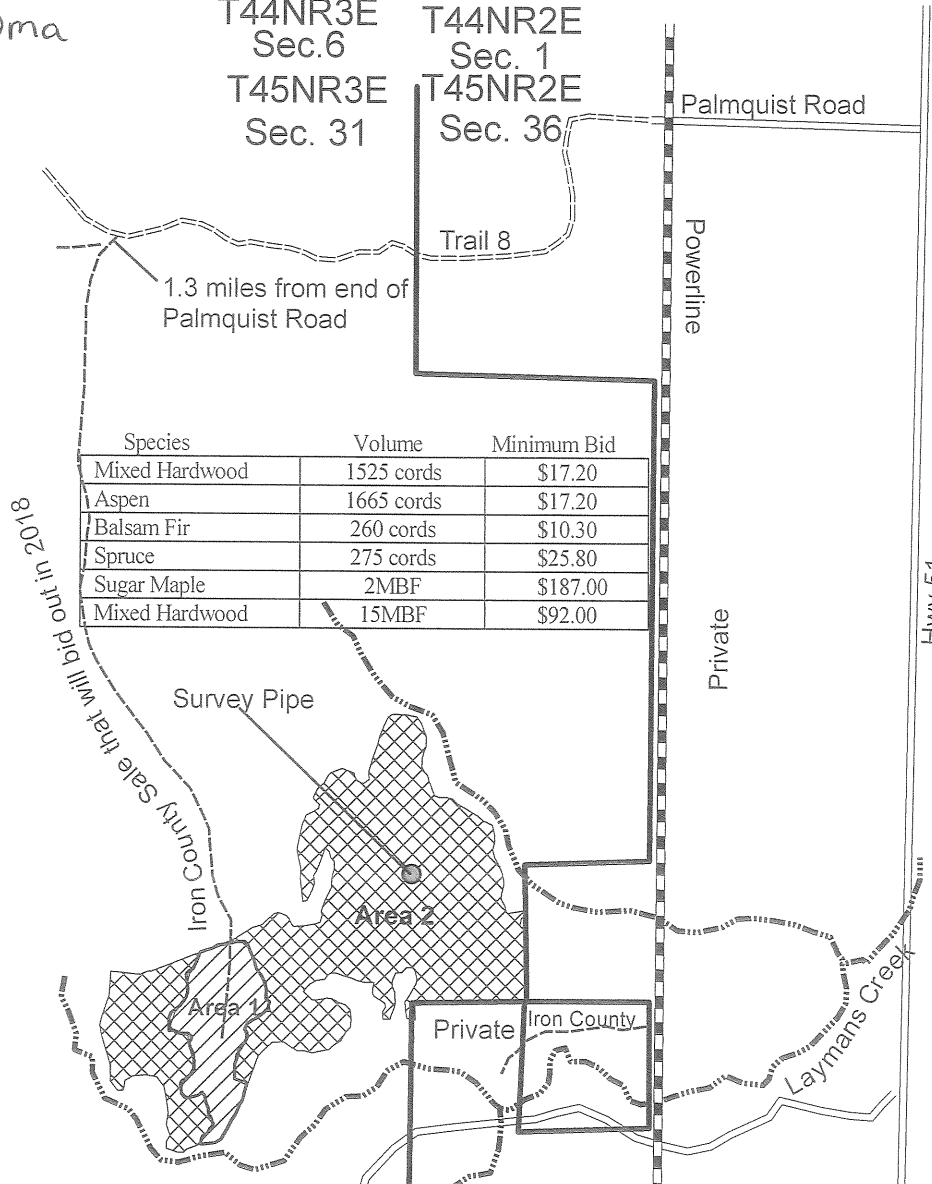 T44NR3E
Sec.6
T45NR3E
Sec. 31
T44NR2E
Sec. 1
T45NR2E
Sec. 36
Palmquist Road
Trail 8
Powerline
1.3 miles from end of
Palmquist Road
Species Volume Minimum Bid
Mixed Hardwood 1525 cords $17.20
Aspen 1665 cords $17.20
Balsam Fir 260 cords $10.30
Spruce 275 cords $25.80
Sugar Maple 2MBF $187.00
Mixed Hardwood 15MBF $92.00
Iron County Sale that will bid out in 2018
Hwy 51
Private
Survey Pipe
Area 2
Area 1
Private
Iron County
Laymans Creek